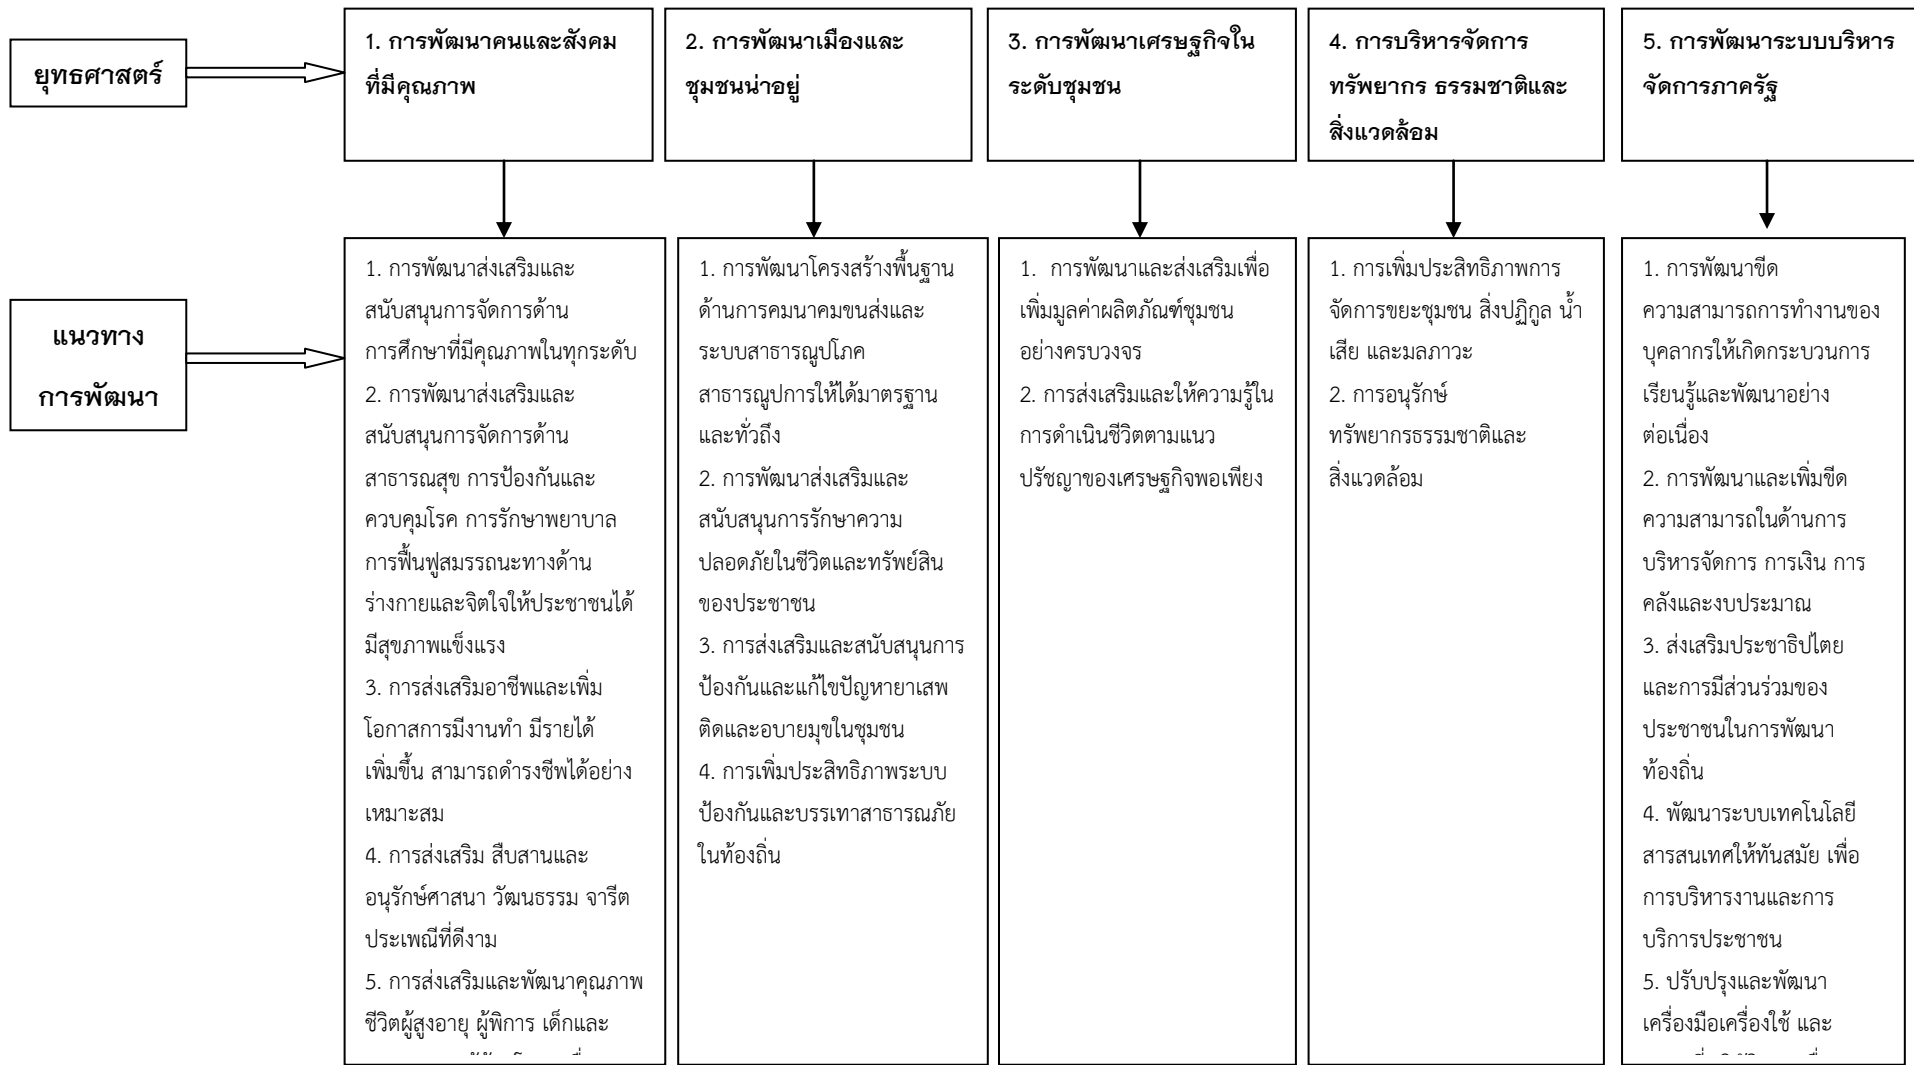 ยุทธศาสตร์
1. การพัฒนาคนและสังคม
ที่มีคุณภาพ
2. การพัฒนาเมืองและ
ชุมชนน่าอยู่
3. การพัฒนาเศรษฐกิจใน
ระดับชุมชน
4. การบริหารจัดการ
ทรัพยากร ธรรมชาติและ
สิ่งแวดล้อม
5. การพัฒนาระบบบริหาร
จัดการภาครัฐ
แนวทาง
การพัฒนา
1. การพัฒนาส่งเสริมและ
สนับสนุนการจัดการด้าน
การศึกษาที่มีคุณภาพในทุกระดับ
2. การพัฒนาส่งเสริมและ
สนับสนุนการจัดการด้าน
สาธารณสุข การป้องกันและ
ควบคุมโรค การรักษาพยาบาล
การฟื้นฟูสมรรถนะทางด้าน
ร่างกายและจิตใจให้ประชาชนได้
มีสุขภาพแข็งแรง
3. การส่งเสริมอาชีพและเพิ่ม
โอกาสการมีงานทำ มีรายได้
เพิ่มขึ้น สามารถดำรงชีพได้อย่าง
เหมาะสม
4. การส่งเสริม สืบสานและ
อนุรักษ์ศาสนา วัฒนธรรม จารีต
ประเพณีที่ดีงาม
5. การส่งเสริมและพัฒนาคุณภาพ
ชีวิตผู้สูงอายุ ผู้พิการ เด็กและ
1. การพัฒนาโครงสร้างพื้นฐาน
ด้านการคมนาคมขนส่งและ
ระบบสาธารณูปโภค
สาธารณูปการให้ได้มาตรฐาน
และทั่วถึง
2. การพัฒนาส่งเสริมและ
สนับสนุนการรักษาความ
ปลอดภัยในชีวิตและทรัพย์สิน
ของประชาชน
3. การส่งเสริมและสนับสนุนการ
ป้องกันและแก้ไขปัญหายาเสพ
ติดและอบายมุขในชุมชน
4. การเพิ่มประสิทธิภาพระบบ
ป้องกันและบรรเทาสาธารณภัย
ในท้องถิ่น
1. การพัฒนาและส่งเสริมเพื่อ
เพิ่มมูลค่าผลิตภัณฑ์ชุมชน
อย่างครบวงจร
2. การส่งเสริมและให้ความรู้ใน
การดำเนินชีวิตตามแนว
ปรัชญาของเศรษฐกิจพอเพียง
1. การเพิ่มประสิทธิภาพการ
จัดการขยะชุมชน สิ่งปฏิกูล น้ำ
เสีย และมลภาวะ
2. การอนุรักษ์
ทรัพยากรธรรมชาติและ
สิ่งแวดล้อม
1. การพัฒนาขีด
ความสามารถการทำงานของ
บุคลากรให้เกิดกระบวนการ
เรียนรู้และพัฒนาอย่าง
ต่อเนื่อง
2. การพัฒนาและเพิ่มขีด
ความสามารถในด้านการ
บริหารจัดการ การเงิน การ
คลังและงบประมาณ
3. ส่งเสริมประชาธิปไตย
และการมีส่วนร่วมของ
ประชาชนในการพัฒนา
ท้องถิ่น
4. พัฒนาระบบเทคโนโลยี
สารสนเทศให้ทันสมัย เพื่อ
การบริหารงานและการ
บริการประชาชน
5. ปรับปรุงและพัฒนา
เครื่องมือเครื่องใช้ และ